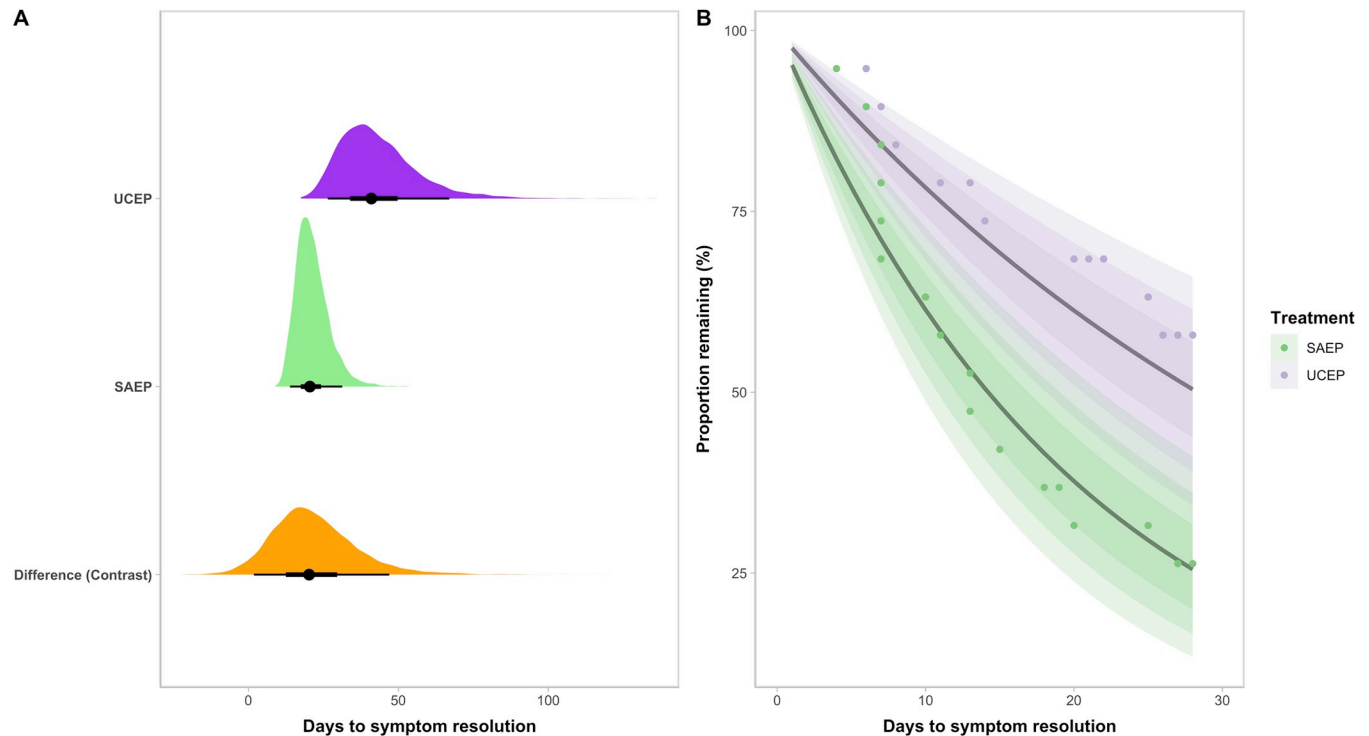 A
UCEP
SAEP
Difference (Contrast)
0 50 100
Days to symptom resolution
B
100
75
50
25
Proportion remaining (%)
0 10 20 30
Days to symptom resolution
Treatment
SAEP
UCEP